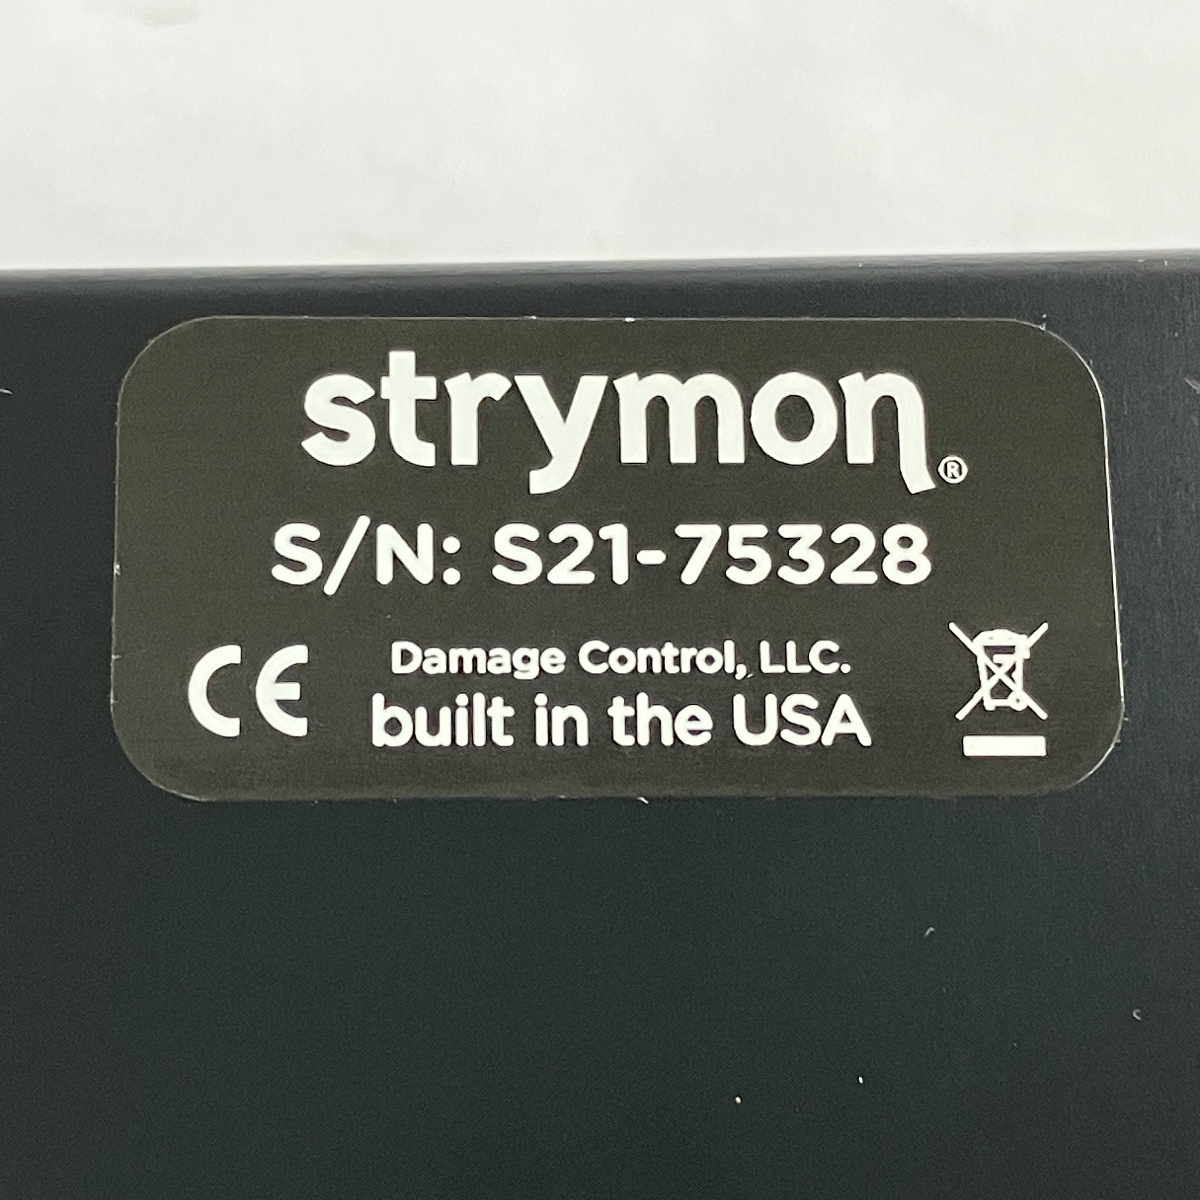 strymon®
S/N: S21-75328
CE
Damage Control, LLC.
built in the USA